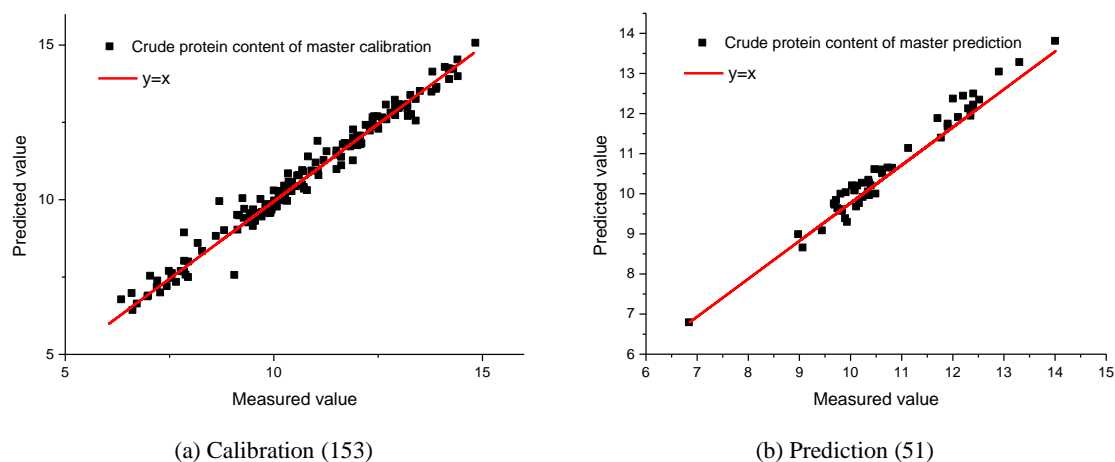 Crude protein content of master calibration
y=x
15
10
5
5
10
15
Predicted value
Measured value
(a) Calibration (153)
Crude protein content of master prediction
y=x
14
13
12
11
10
9
8
7
6
6 7 8 9 10 11 12 13 14 15
Predicted value
Measured value
(b) Prediction (51)